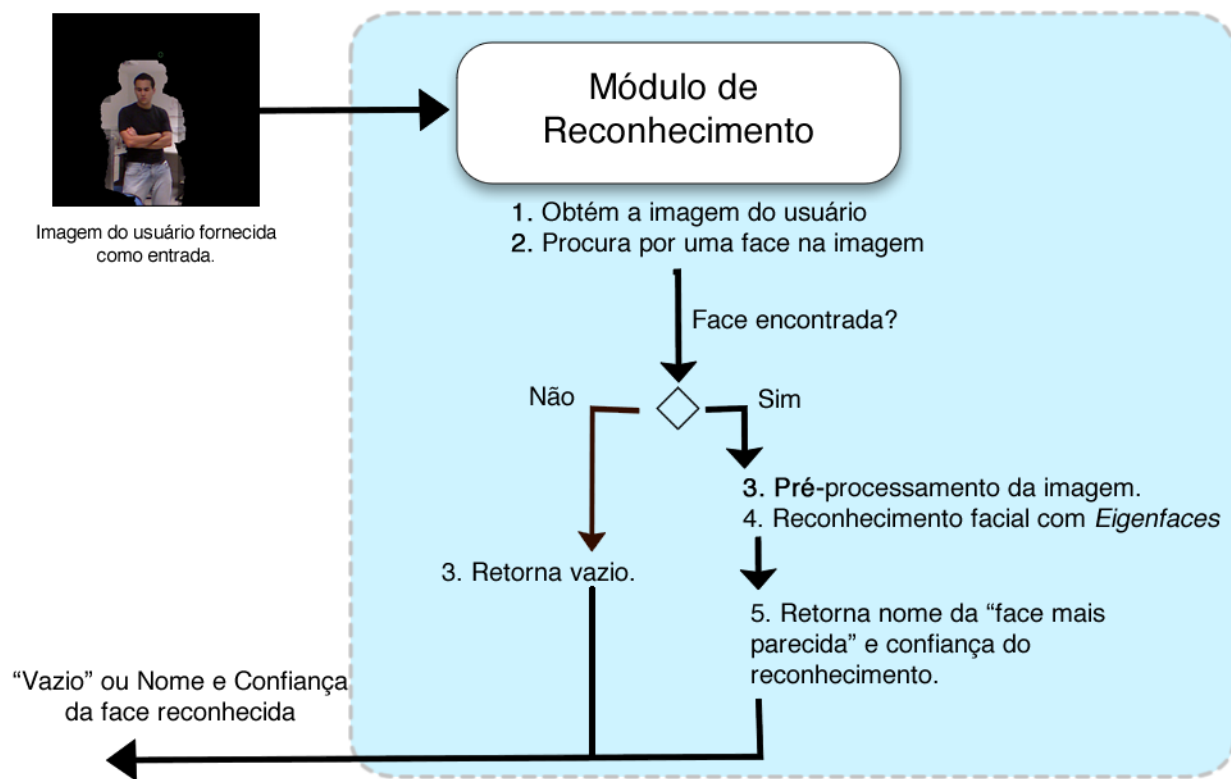 Módulo de
Reconhecimento
Imagem do usuário fornecida
como entrada.
1. Obtém a imagem do usuário
2. Procura por uma face na imagem
Face encontrada?
Não
Sim
3. Pré-processamento da imagem.
4. Reconhecimento facial com Eigenfaces
3. Retorna vazio.
5. Retorna nome da “face mais
parecida” e confiança do
reconhecimento.
“Vazio” ou Nome e Confiança
da face reconhecida